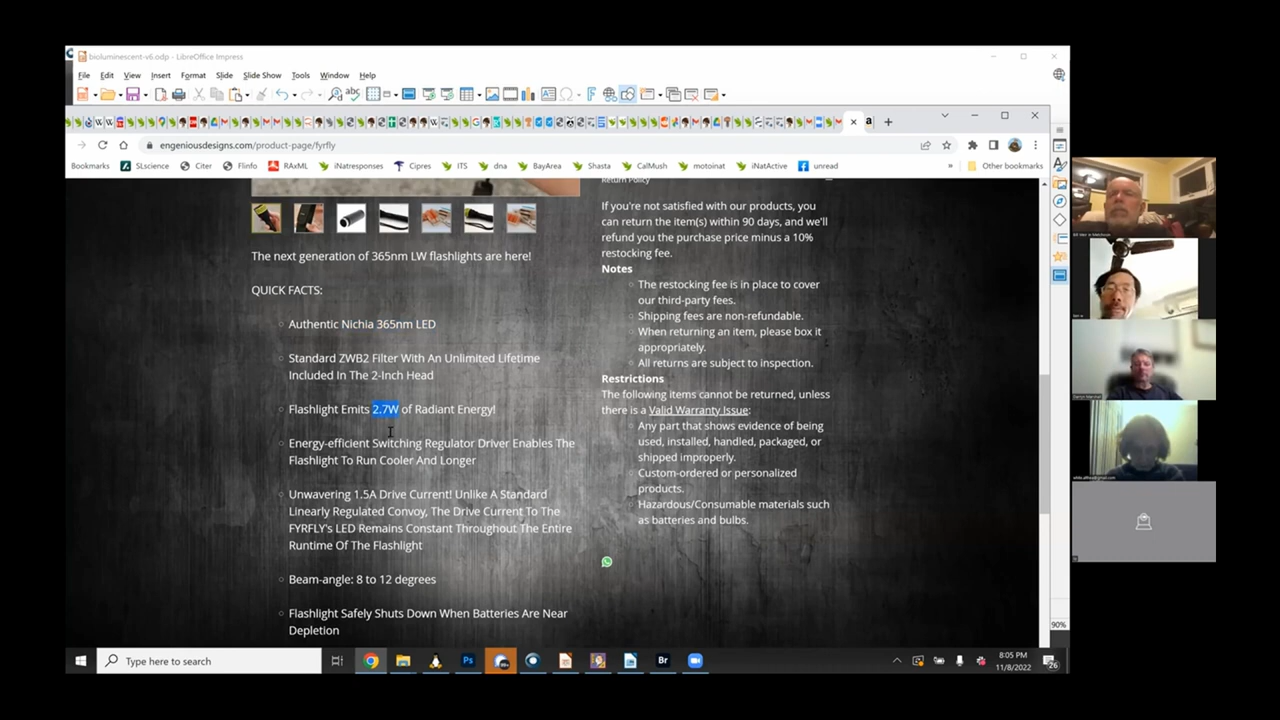 bioluminescent-v6.odp - LibreOffice Impress
File Edit View Insert Format Slide Slide Show Tools Window Help
engeniousdesigns.com/product-page/fyrfly
Bookmarks SLscience Citer Flinfo RAxML iNatresponses Cipres ITS dna BayArea Shasta CalMush motoinat iNatActive unread » Other bookmarks
The next generation of 365nm LW flashlights are here!
QUICK FACTS:
Authentic Nichia 365nm LED
Standard ZWB2 Filter With An Unlimited Lifetime
Included In The 2-Inch Head
Flashlight Emits 2.7W of Radiant Energy!
Energy-efficient Switching Regulator Driver Enables The
Flashlight To Run Cooler And Longer
Unwavering 1.5A Drive Current! Unlike A Standard
Linearly Regulated Convoy, The Drive Current To The
FYRFLY's LED Remains Constant Throughout The Entire
Runtime Of The Flashlight
Beam-angle: 8 to 12 degrees
Flashlight Safely Shuts Down When Batteries Are Near
Depletion
Return Policy
If you're not satisfied with our products, you
can return the item(s) within 90 days, and we'll
refund you the purchase price minus a 10%
restocking fee.
Notes
The restocking fee is in place to cover
our third-party fees.
Shipping fees are non-refundable.
When returning an item, please box it
appropriately.
All returns are subject to inspection.
Restrictions
The following items cannot be returned, unless
there is a Valid Warranty Issue:
Any part that shows evidence of being
used, installed, handled, packaged, or
shipped improperly.
Custom-ordered or personalized
products.
Hazardous/Consumable materials such
as batteries and bulbs.
90%
Type here to search
Ps
Br
8:05 PM
11/8/2022
26